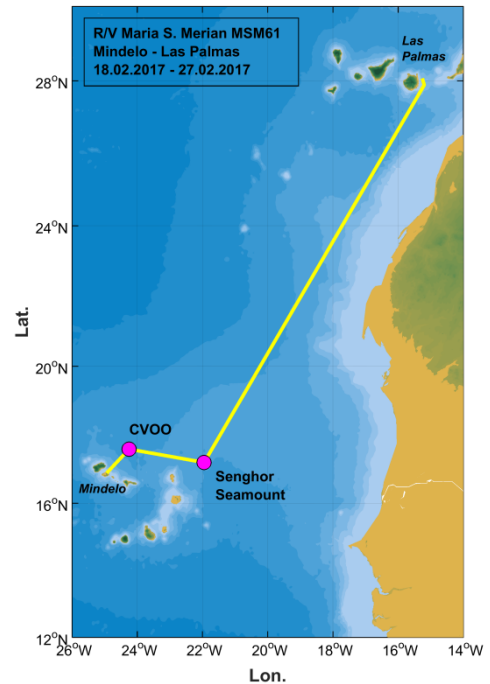 R/V Maria S. Merian MSM61
Mindelo - Las Palmas
18.02.2017 - 27.02.2017
Las
Palmas
28°N
24°N
Lat.
20°N
CVOO
Senghor
Seamount
Mindelo
16°N
12°N
26°W 24°W 22°W 20°W 18°W 16°W 14°W
Lon.